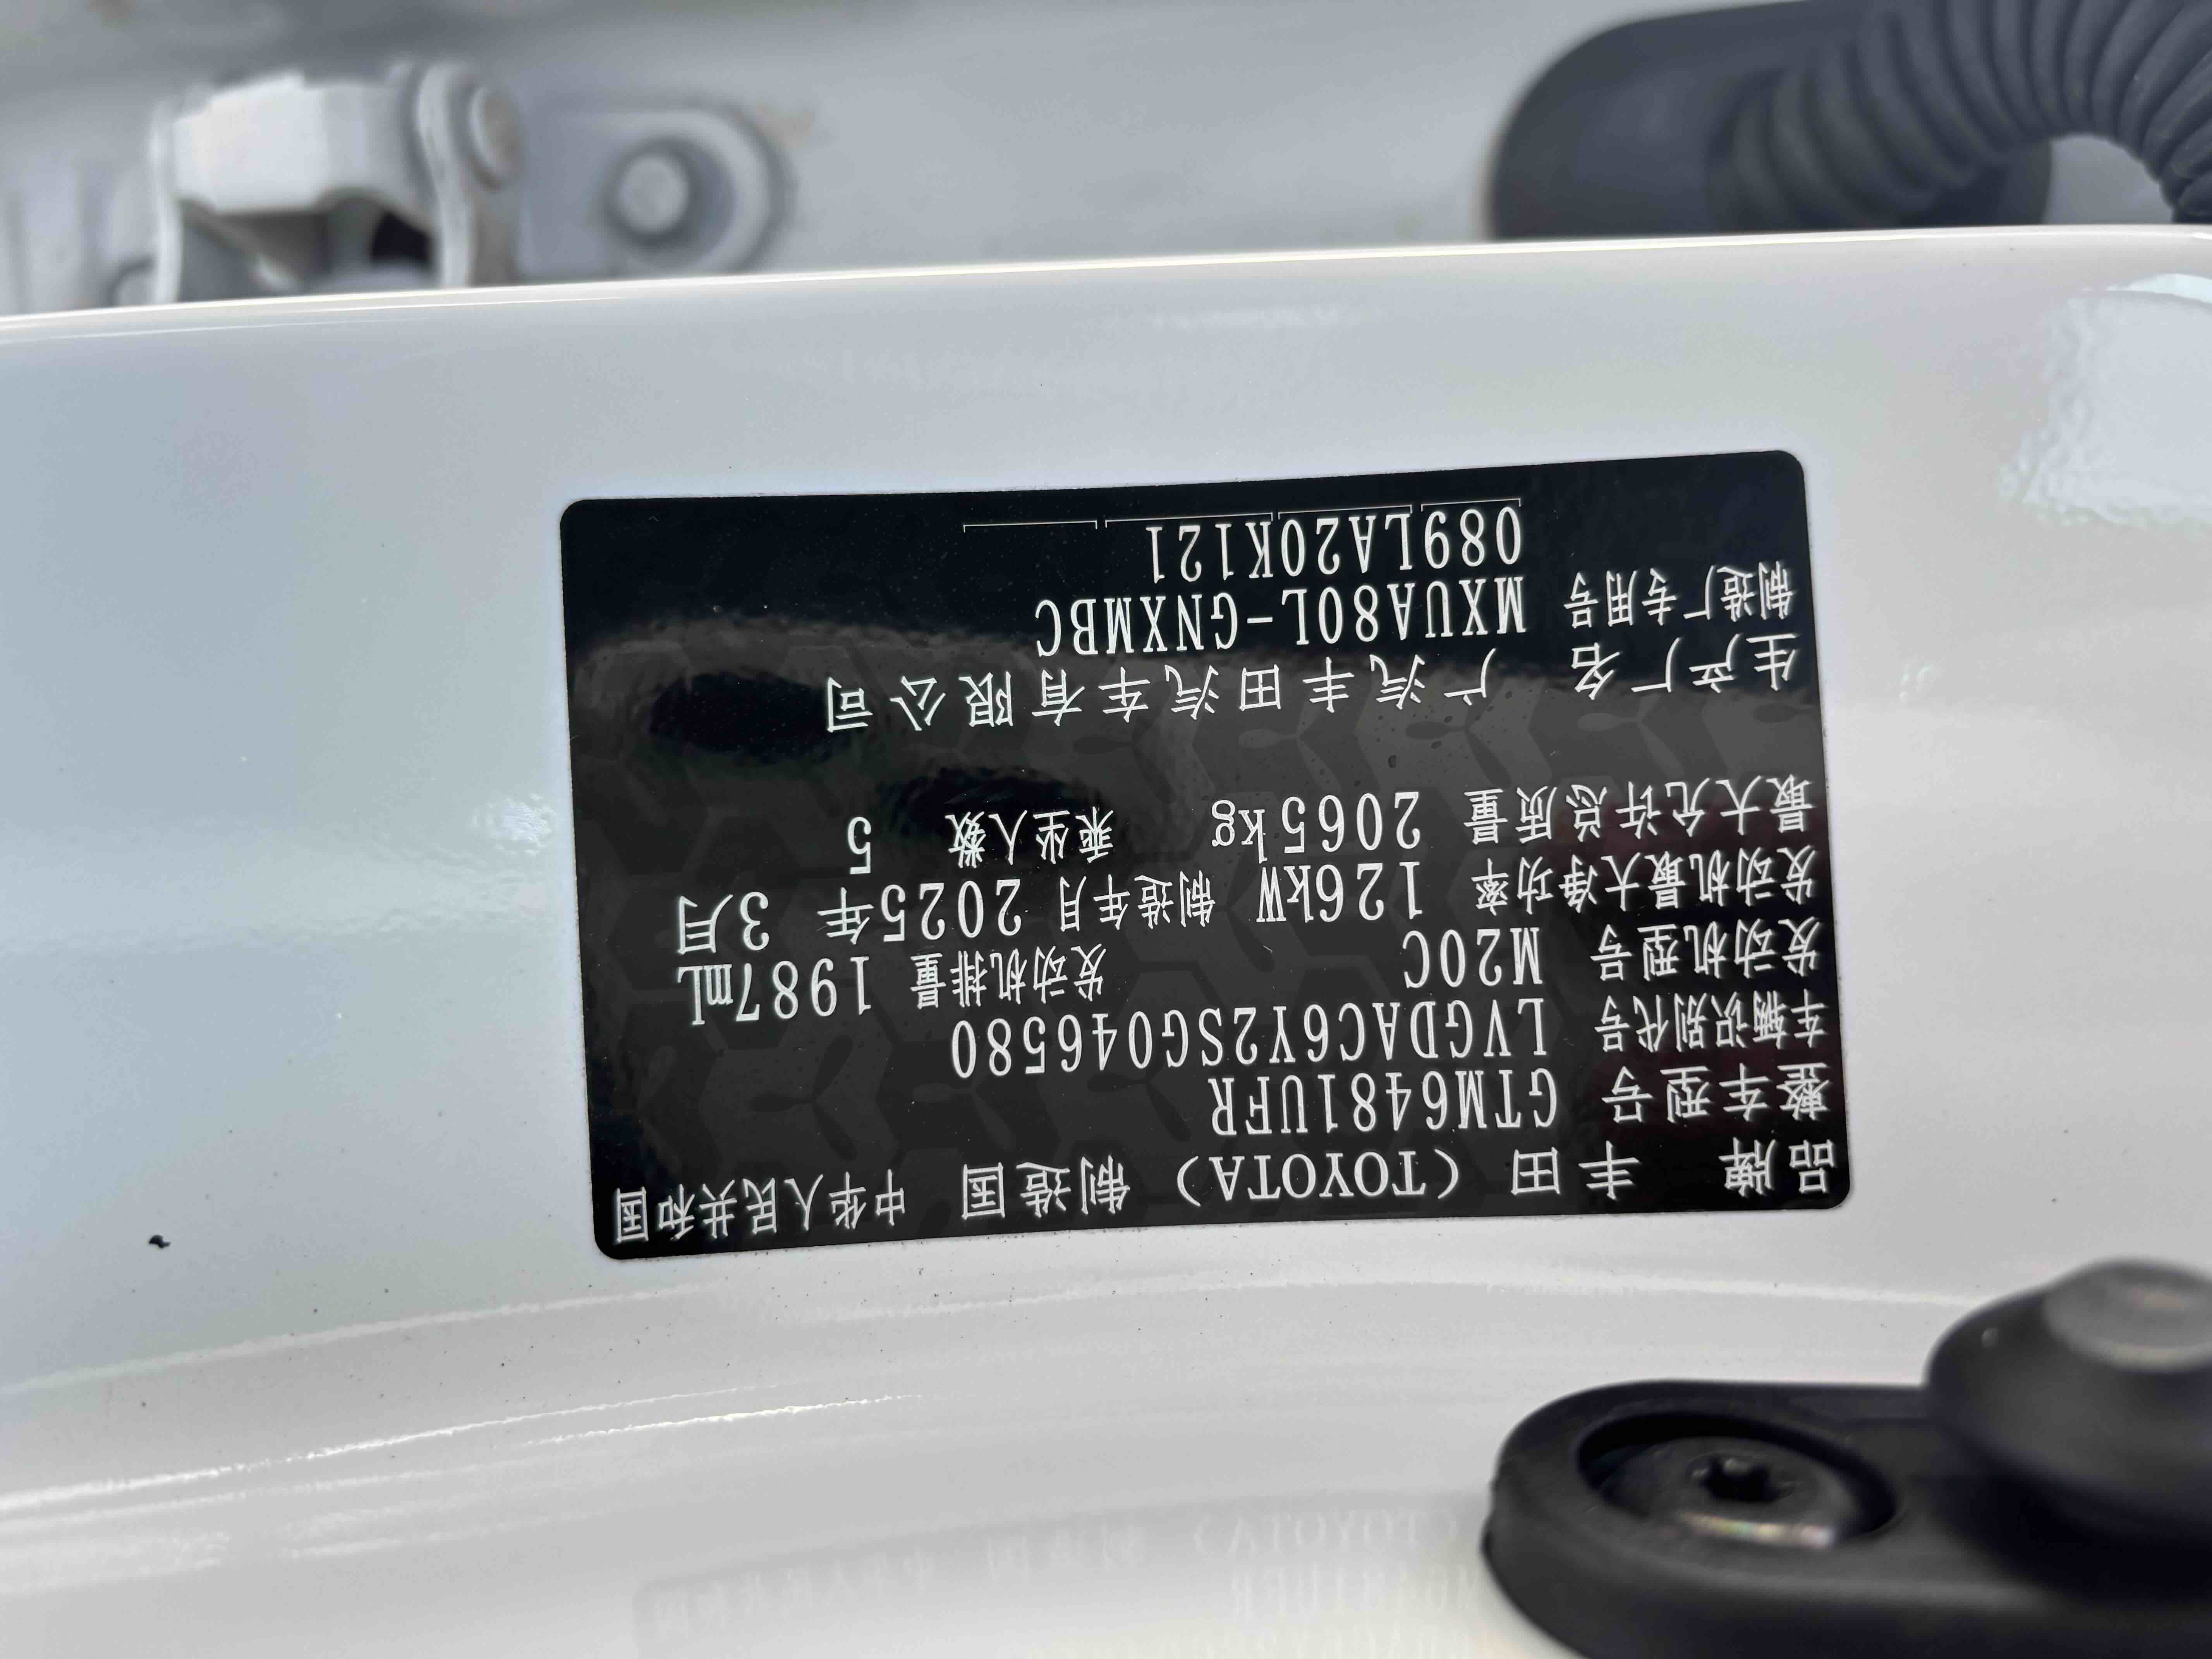 品牌 丰田（TOYOTA） 制造国 中华人民共和国
整车型号 GTM6481UFR
车辆识别代号 LVGDAC6Y2SG046580
发动机型号 M20C 发动机排量 1987mL
发动机最大净功率 126kW 制造年月 2025年 3月
最大允许总质量 2065kg 乘坐人数 5
生产厂名 广汽丰田汽车有限公司
制造厂专用号 MXUA80L-GNXMBC
089LA20K121